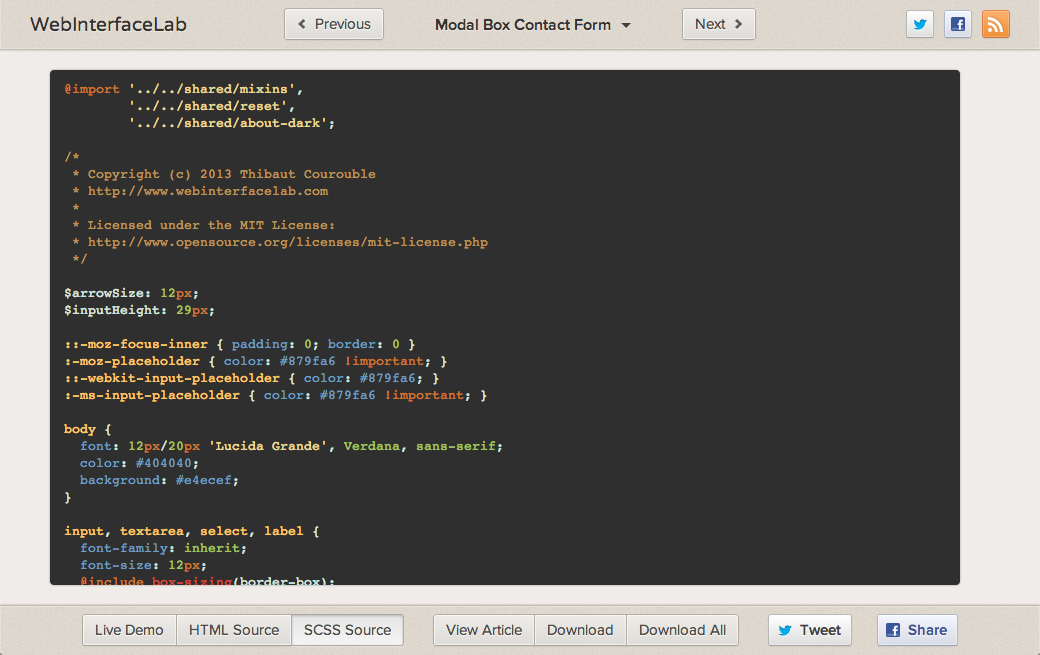 WebInterfaceLab
Previous
Modal Box Contact Form
Next
@import '../../shared/mixins',
        '../../shared/reset',
        '../../shared/about-dark';
/*
 * Copyright (c) 2013 Thibaut Courouble
 * http://www.webinterfacelab.com
 *
 * Licensed under the MIT License:
 * http://www.opensource.org/licenses/mit-license.php
 */
$arrowSize: 12px;
$inputHeight: 29px;
::-moz-focus-inner { padding: 0; border: 0 }
:-moz-placeholder { color: #879fa6 !important; }
::-webkit-input-placeholder { color: #879fa6; }
:-ms-input-placeholder { color: #879fa6 !important; }
body {
  font: 12px/20px 'Lucida Grande', Verdana, sans-serif;
  color: #404040;
  background: #e4ecef;
}
input, textarea, select, label {
  font-family: inherit;
  font-size: 12px;
  @include box-sizing(border-box);
Live Demo
HTML Source
SCSS Source
View Article
Download
Download All
Tweet
Share